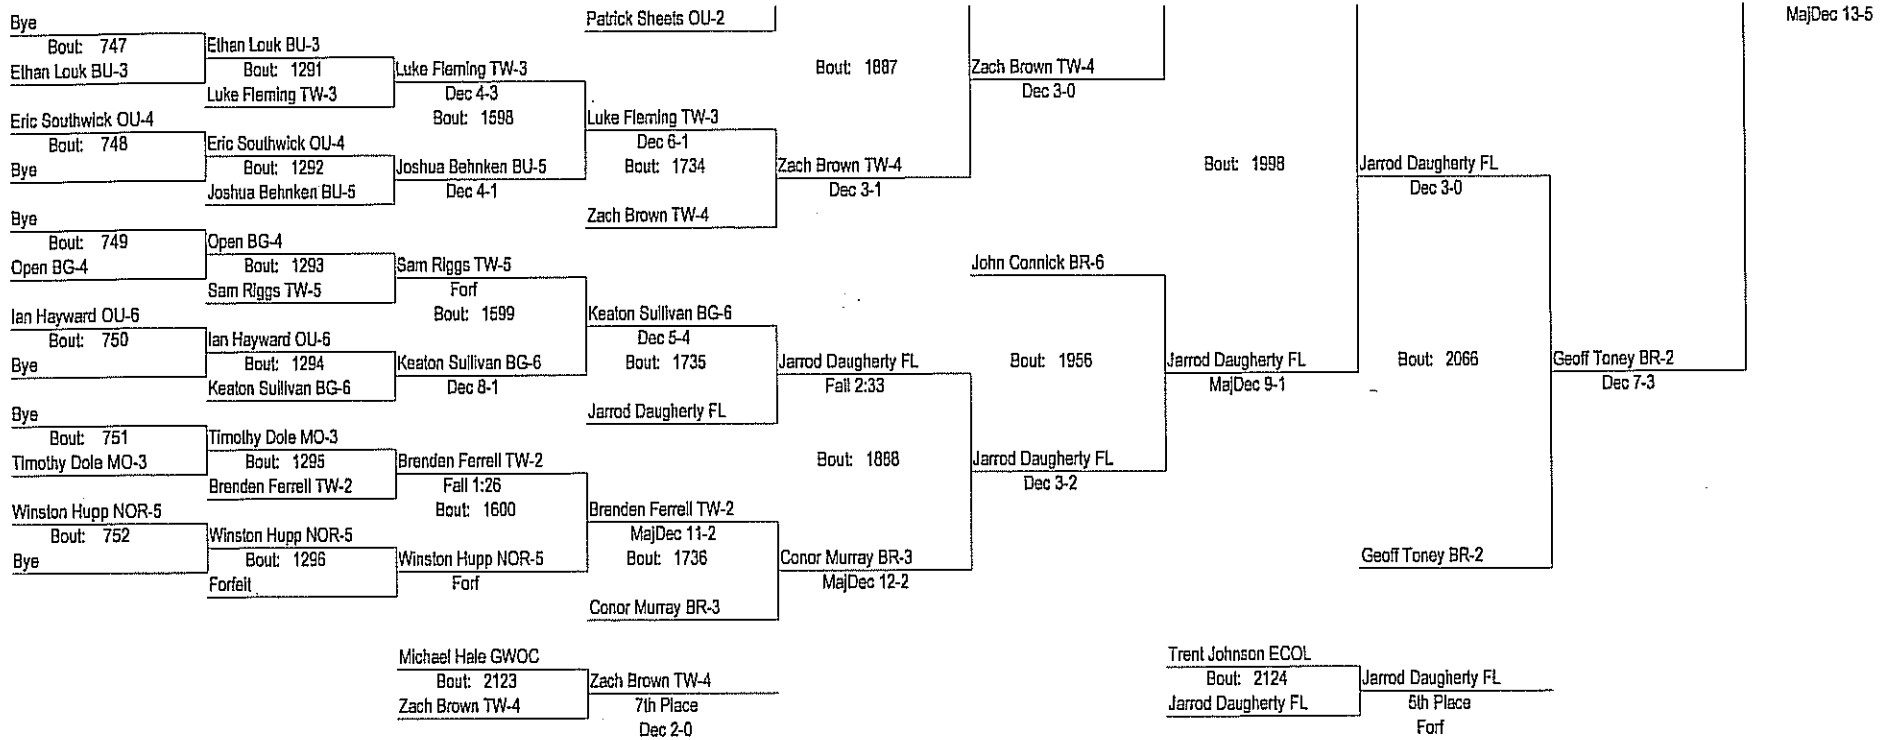 Patrick Sheets OU-2
MajDec 13-5
Bye
Bout: 747
Ethan Louk BU-3
Ethan Louk BU-3
Bout: 1291
Luke Fleming TW-3
Luke Fleming TW-3
Dec 4-3
Bout: 1598
Bout: 1887
Zach Brown TW-4
Dec 3-0
Eric Southwick OU-4
Bout: 748
Bye
Eric Southwick OU-4
Bout: 1292
Joshua Behnken BU-5
Joshua Behnken BU-5
Dec 4-1
Luke Fleming TW-3
Dec 6-1
Bout: 1734
Zach Brown TW-4
Zach Brown TW-4
Dec 3-1
Bout: 1998
Jarrod Daugherty FL
Dec 3-0
Bye
Bout: 749
Open BG-4
Open BG-4
Bout: 1293
Sam Riggs TW-5
Sam Riggs TW-5
Forf
Bout: 1599
John Connick BR-6
Ian Hayward OU-6
Bout: 750
Bye
Ian Hayward OU-6
Bout: 1294
Keaton Sullivan BG-6
Keaton Sullivan BG-6
Dec 8-1
Keaton Sullivan BG-6
Dec 5-4
Bout: 1735
Jarrod Daugherty FL
Jarrod Daugherty FL
Fall 2:33
Bout: 1956
Jarrod Daugherty FL
MajDec 9-1
Bout: 2066
Geoff Toney BR-2
Dec 7-3
Bye
Bout: 751
Timothy Dole MO-3
Timothy Dole MO-3
Bout: 1295
Brenden Ferrell TW-2
Brenden Ferrell TW-2
Fall 1:26
Bout: 1600
Bout: 1888
Jarrod Daugherty FL
Dec 3-2
Winston Hupp NOR-5
Bout: 752
Bye
Winston Hupp NOR-5
Bout: 1296
Forfeit
Winston Hupp NOR-5
Forf
Brenden Ferrell TW-2
MajDec 11-2
Bout: 1736
Conor Murray BR-3
Conor Murray BR-3
MajDec 12-2
Geoff Toney BR-2
Michael Hale GWOC
Bout: 2123
Zach Brown TW-4
Zach Brown TW-4
7th Place
Dec 2-0
Trent Johnson ECOL
Bout: 2124
Jarrod Daugherty FL
Jarrod Daugherty FL
5th Place
Forf